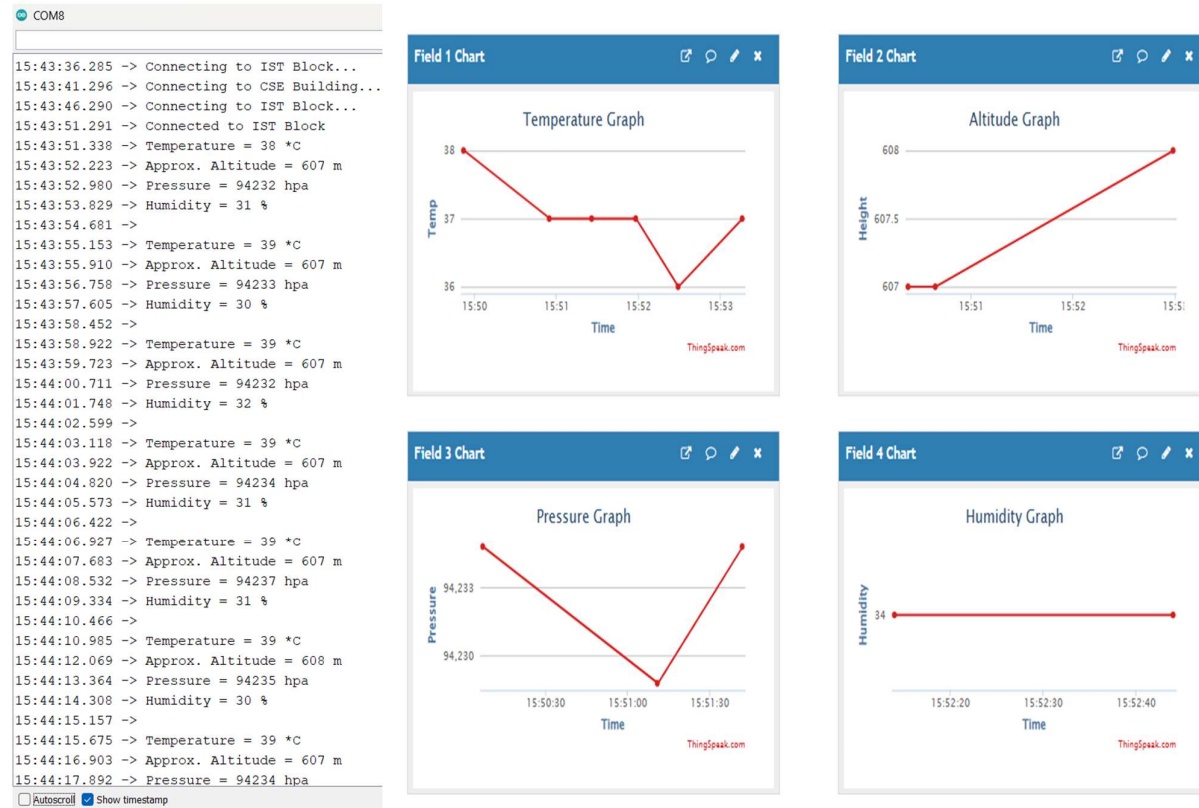 COM8
15:43:36.285 -> Connecting to IST Block...
15:43:41.296 -> Connecting to CSE Building...
15:43:46.290 -> Connecting to IST Block...
15:43:51.291 -> Connected to IST Block
15:43:51.338 -> Temperature = 38 *C
15:43:52.223 -> Approx. Altitude = 607 m
15:43:52.980 -> Pressure = 94232 hpa
15:43:53.829 -> Humidity = 31 %
15:43:54.681 ->
15:43:55.153 -> Temperature = 39 *C
15:43:55.910 -> Approx. Altitude = 607 m
15:43:56.758 -> Pressure = 94233 hpa
15:43:57.605 -> Humidity = 30 %
15:43:58.452 ->
15:43:58.922 -> Temperature = 39 *C
15:43:59.723 -> Approx. Altitude = 607 m
15:44:00.711 -> Pressure = 94232 hpa
15:44:01.748 -> Humidity = 32 %
15:44:02.599 ->
15:44:03.118 -> Temperature = 39 *C
15:44:03.922 -> Approx. Altitude = 607 m
15:44:04.820 -> Pressure = 94234 hpa
15:44:05.573 -> Humidity = 31 %
15:44:06.422 ->
15:44:06.927 -> Temperature = 39 *C
15:44:07.683 -> Approx. Altitude = 607 m
15:44:08.532 -> Pressure = 94237 hpa
15:44:09.334 -> Humidity = 31 %
15:44:10.466 ->
15:44:10.985 -> Temperature = 39 *C
15:44:12.069 -> Approx. Altitude = 608 m
15:44:13.364 -> Pressure = 94235 hpa
15:44:14.308 -> Humidity = 30 %
15:44:15.157 ->
15:44:15.675 -> Temperature = 39 *C
15:44:16.903 -> Approx. Altitude = 607 m
15:44:17.892 -> Pressure = 94234 hpa
Autoscroll Show timestamp
Field 1 Chart
Temperature Graph
Temp
38
37
36
15:50 15:51 15:52 15:53
Time
ThingSpeak.com
Field 2 Chart
Altitude Graph
Height
608
607.5
607
15:51 15:52
Time
ThingSpeak.com
Field 3 Chart
Pressure Graph
Pressure
94,233
94,230
15:50:30 15:51:00 15:51:30
Time
ThingSpeak.com
Field 4 Chart
Humidity Graph
Humidity
34
15:52:20 15:52:30 15:52:40
Time
ThingSpeak.com